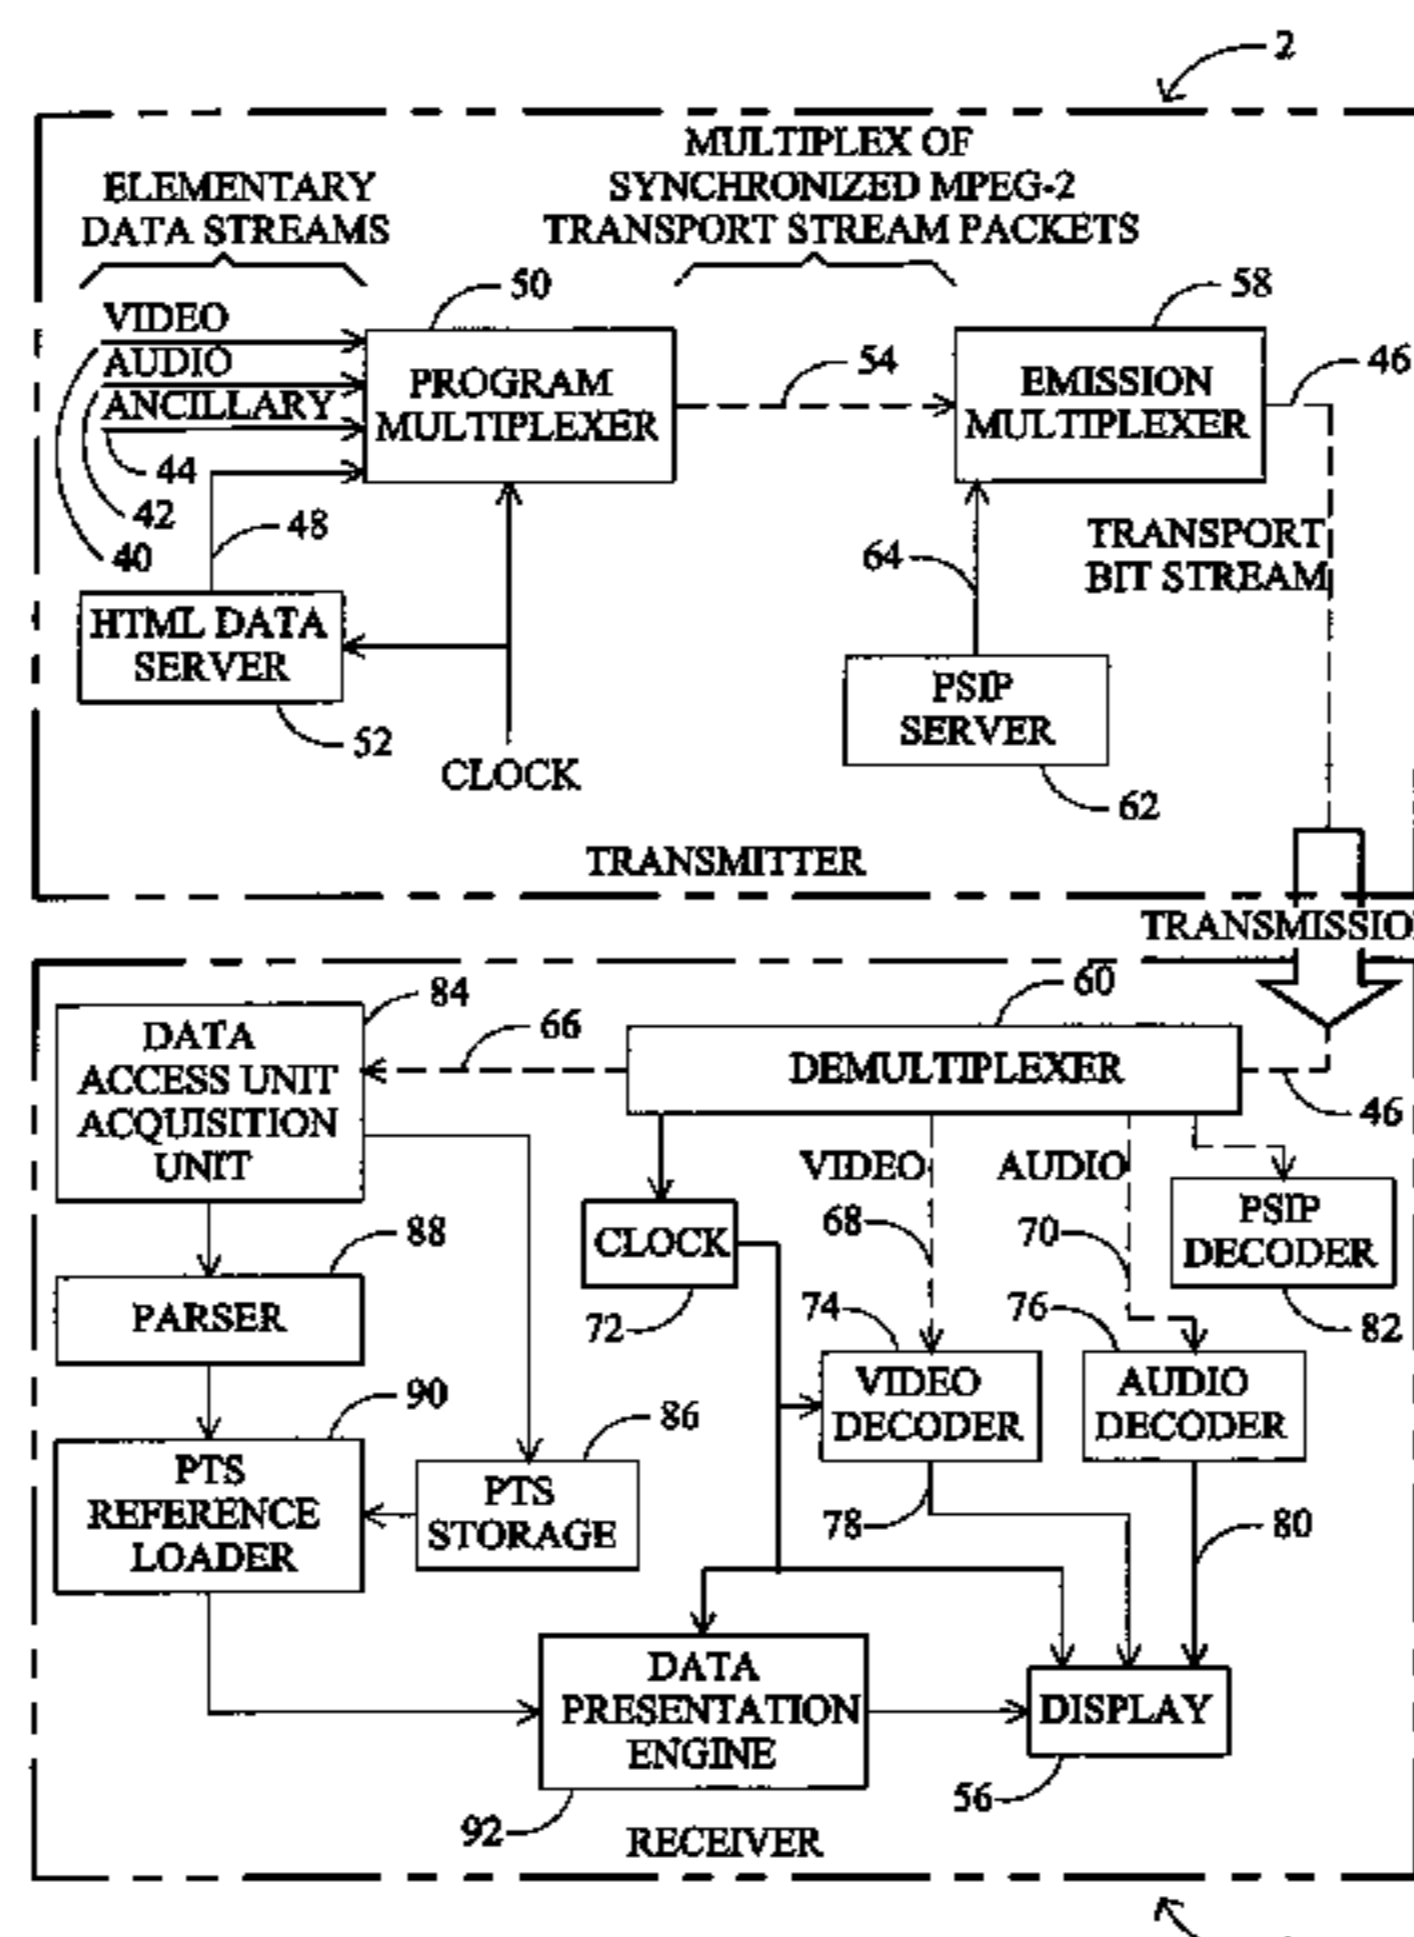 2
MULTIPLEX OF
SYNCHRONIZED MPEG-2
TRANSPORT STREAM PACKETS
ELEMENTARY
DATA STREAMS
50
58
VIDEO
AUDIO
ANCILLARY
PROGRAM
MULTIPLEXER
54
EMISSION
MULTIPLEXER
46
44
42
40
48
64
TRANSPORT
BIT STREAM
HTML DATA
SERVER
52
CLOCK
PSIP
SERVER
62
TRANSMITTER
TRANSMISSIO
84
66
60
DATA
ACCESS UNIT
ACQUISITION
UNIT
DEMULTIPLEXER
46
VIDEO
AUDIO
68
70
PSIP
DECODER
82
CLOCK
72
88
PARSER
74
76
VIDEO
DECODER
AUDIO
DECODER
90
86
PTS
REFERENCE
LOADER
PTS
STORAGE
78
80
DATA
PRESENTATION
ENGINE
92
DISPLAY
56
RECEIVER